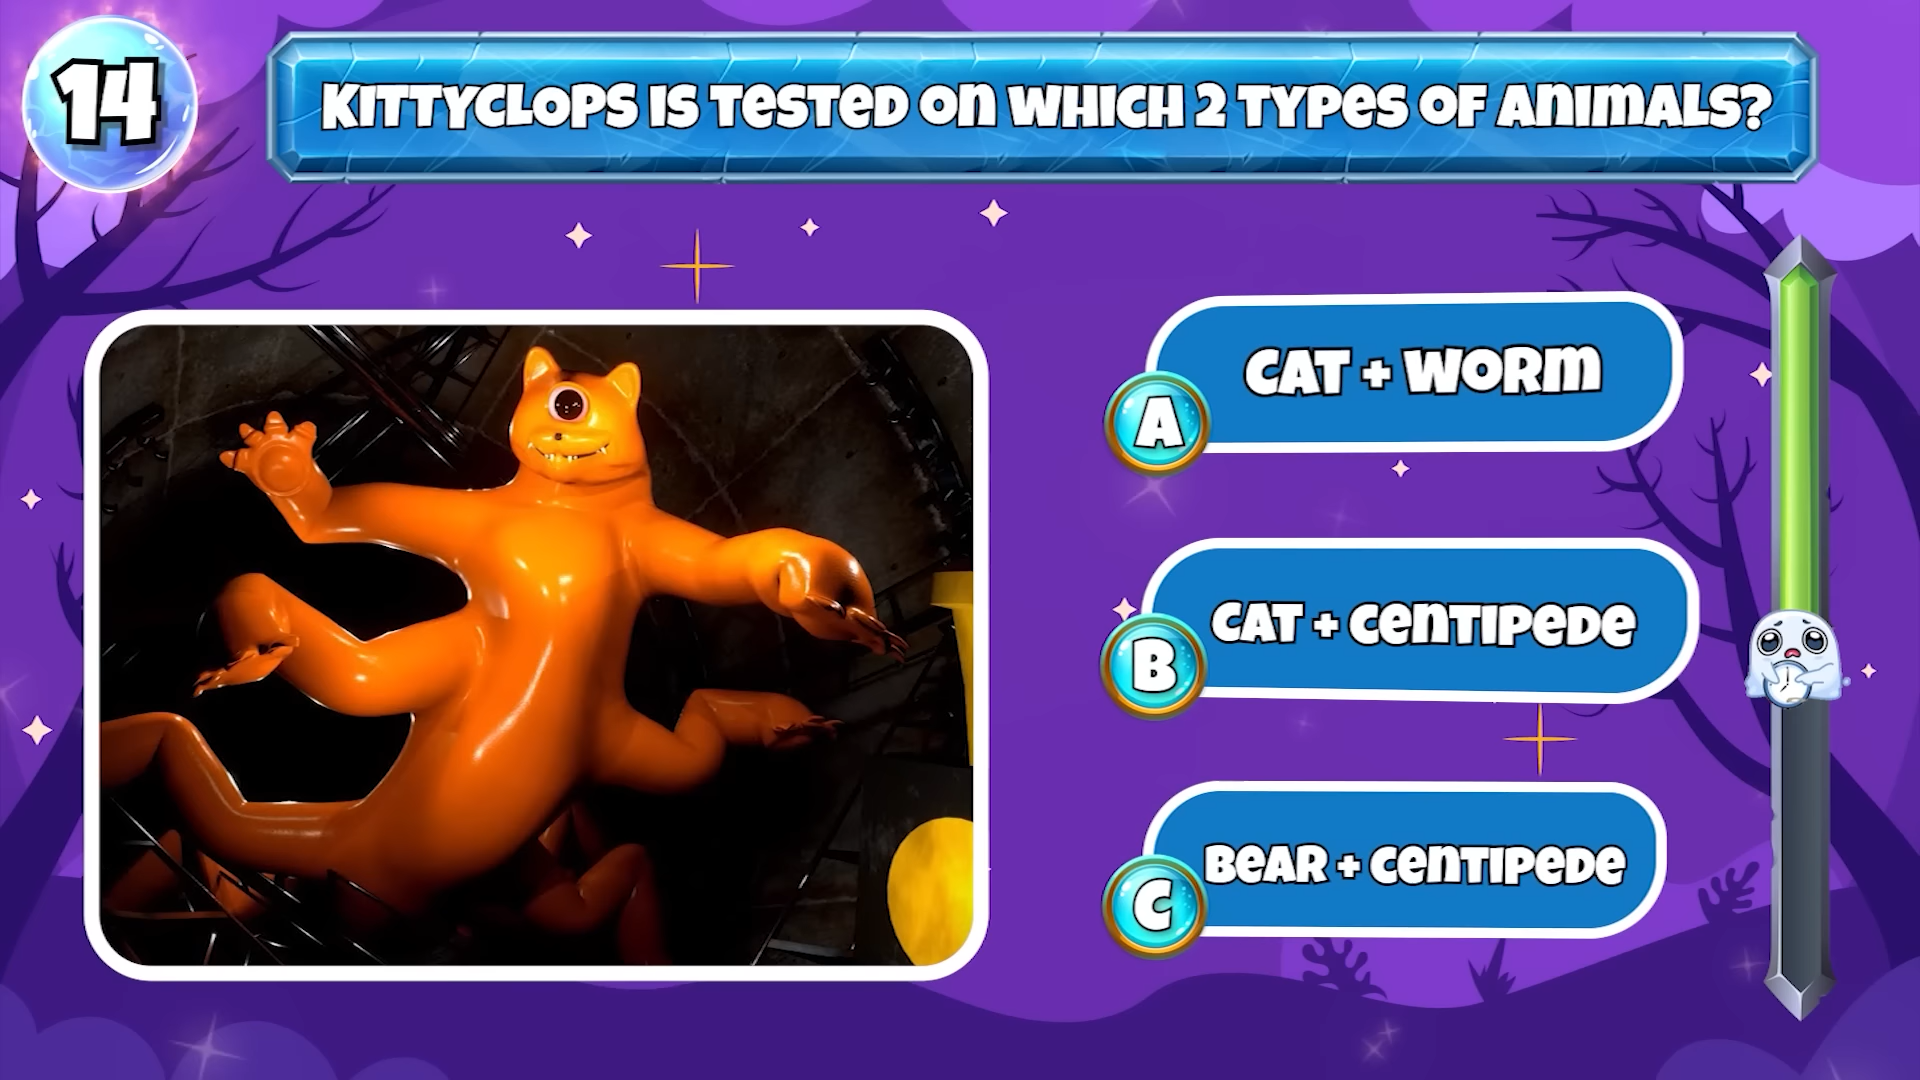 14
KITTYCLOPS IS TESTED ON WHICH 2 TYPES OF ANIMALS?
CAT + WORM
A
CAT + CENTIPEDE
B
BEAR + CENTIPEDE
C